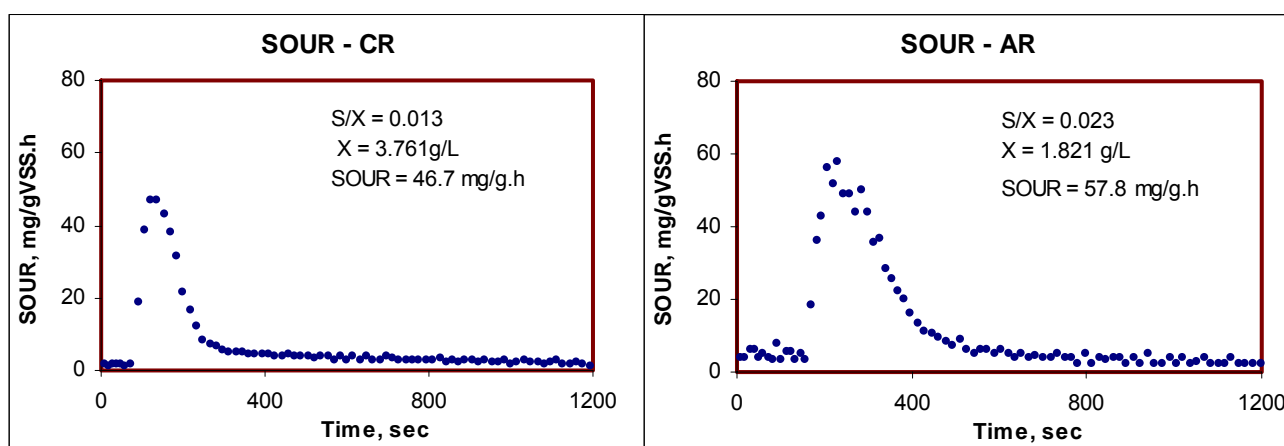 SOUR - CR
SOUR, mg/gVSS.h
80
60
40
20
0
S/X = 0.013
X = 3.761g/L
SOUR = 46.7 mg/g.h
0 400 800 1200
Time, sec
SOUR - AR
SOUR, mg/gVSS.h
80
60
40
20
0
S/X = 0.023
X = 1.821 g/L
SOUR = 57.8 mg/g.h
0 400 800 1200
Time, sec